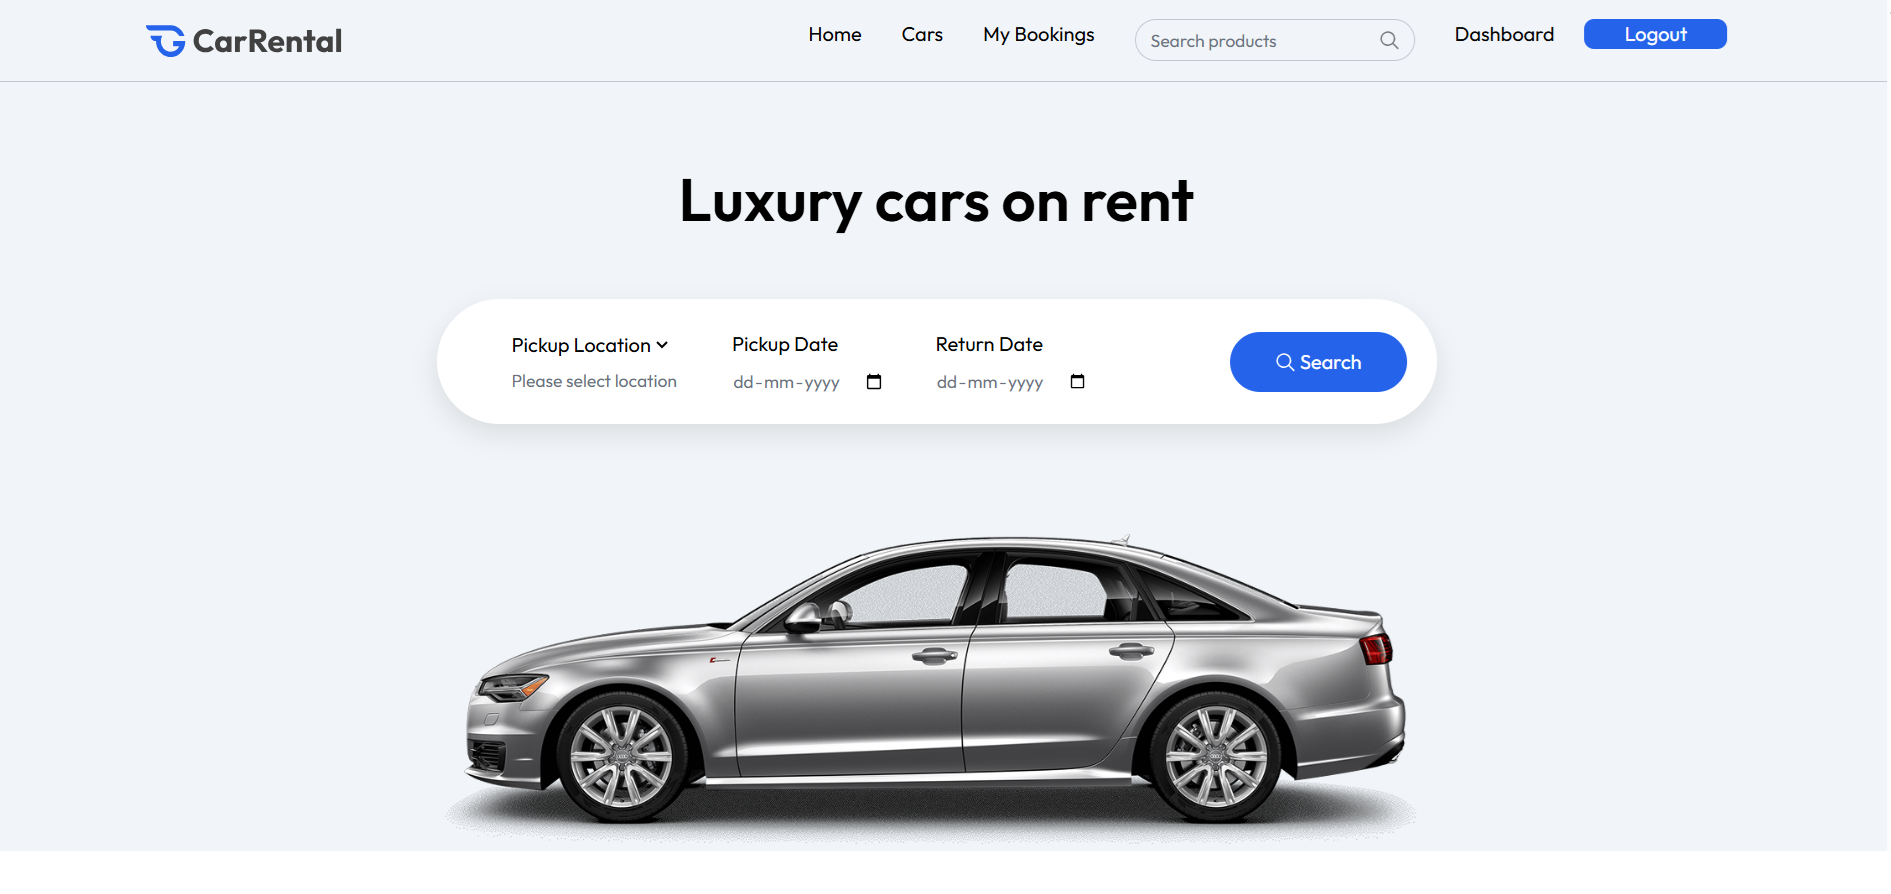 CarRental
Home Cars My Bookings Search products Dashboard Logout
Luxury cars on rent
Pickup Location Pickup Date Return Date
Search
Please select location dd-mm-yyyy dd-mm-yyyy